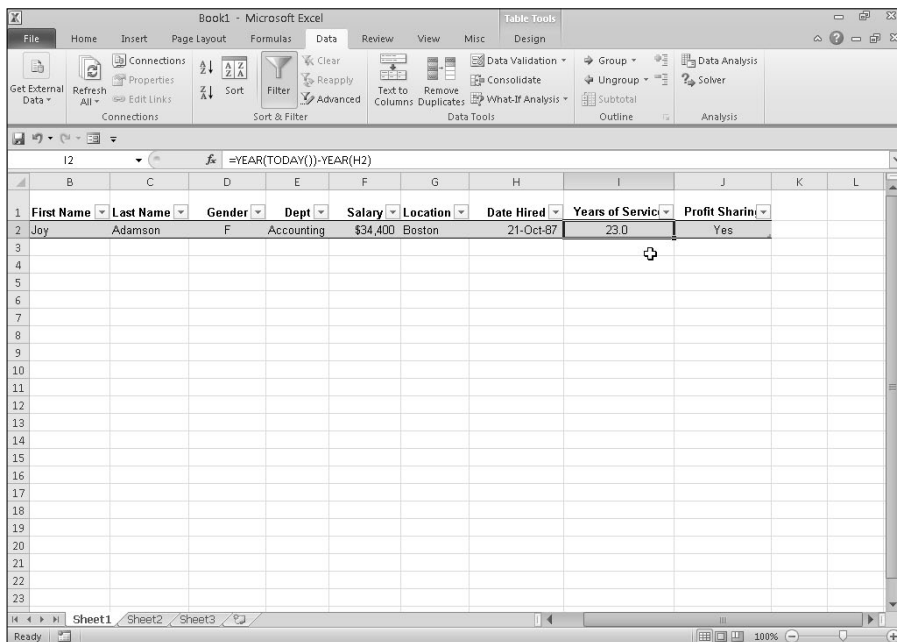 Book1 - Microsoft Excel
Table Tools
File Home Insert Page Layout Formulas Data Review View Misc Design
Get External Data
Refresh All
Connections
Properties
Edit Links
Connections
Sort
Filter
Clear
Reapply
Advanced
Sort & Filter
Text to Columns
Remove Duplicates
Data Validation
Consolidate
What-If Analysis
Data Tools
Group
Ungroup
Subtotal
Outline
Data Analysis
Solver
Analysis
I2 fx =YEAR(TODAY())-YEAR(H2)
B C D E F G H I J K L
1 First Name Last Name Gender Dept Salary Location Date Hired Years of Servic Profit Sharin
2 Joy Adamson F Accounting $34,400 Boston 21-Oct-87 23.0 Yes
3
4
5
6
7
8
9
10
11
12
13
14
15
16
17
18
19
20
21
22
23
Sheet1 Sheet2 Sheet3
Ready 100%